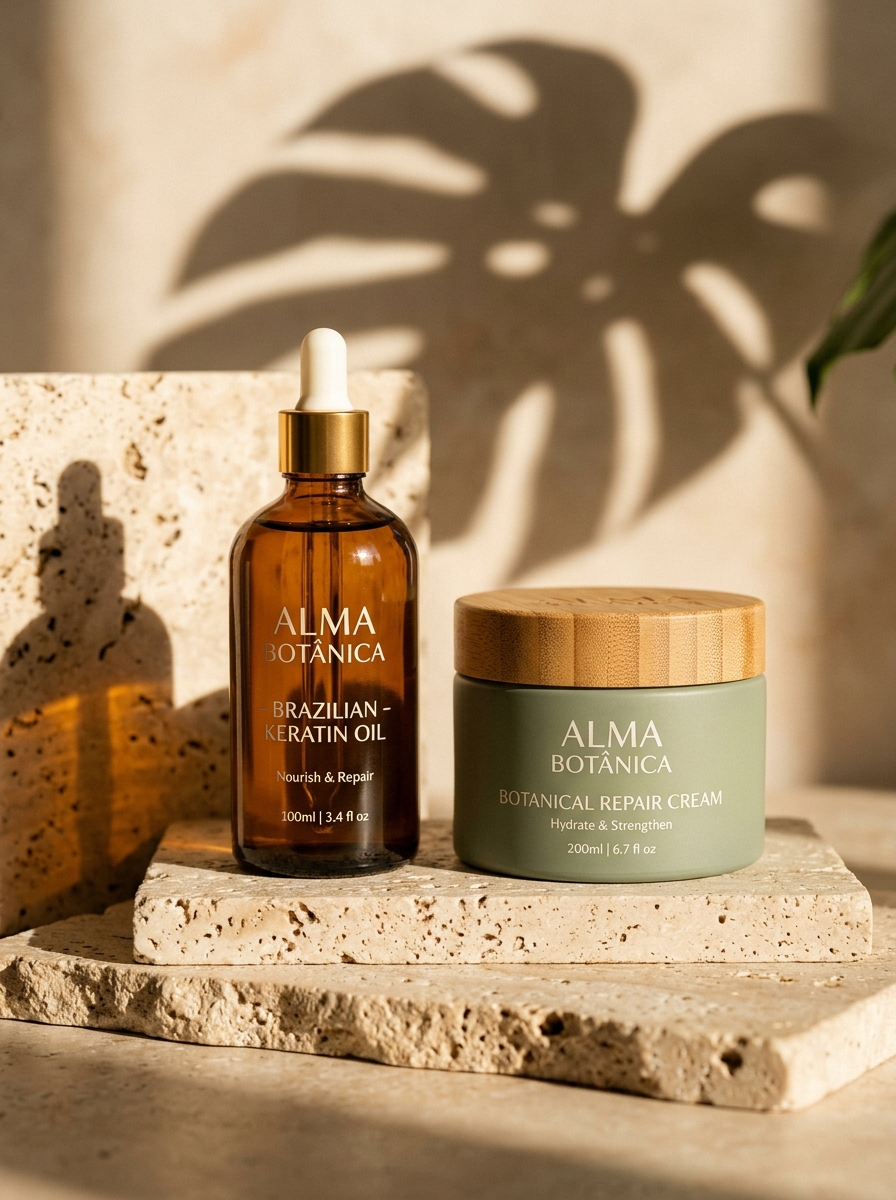 ALMA
BOTÂNICA
- BRAZILIAN -
KERATIN OIL
Nourish & Repair
100ml | 3.4 fl oz
ALMA
BOTÂNICA
BOTANICAL REPAIR CREAM
Hydrate & Strengthen
200ml | 6.7 fl oz